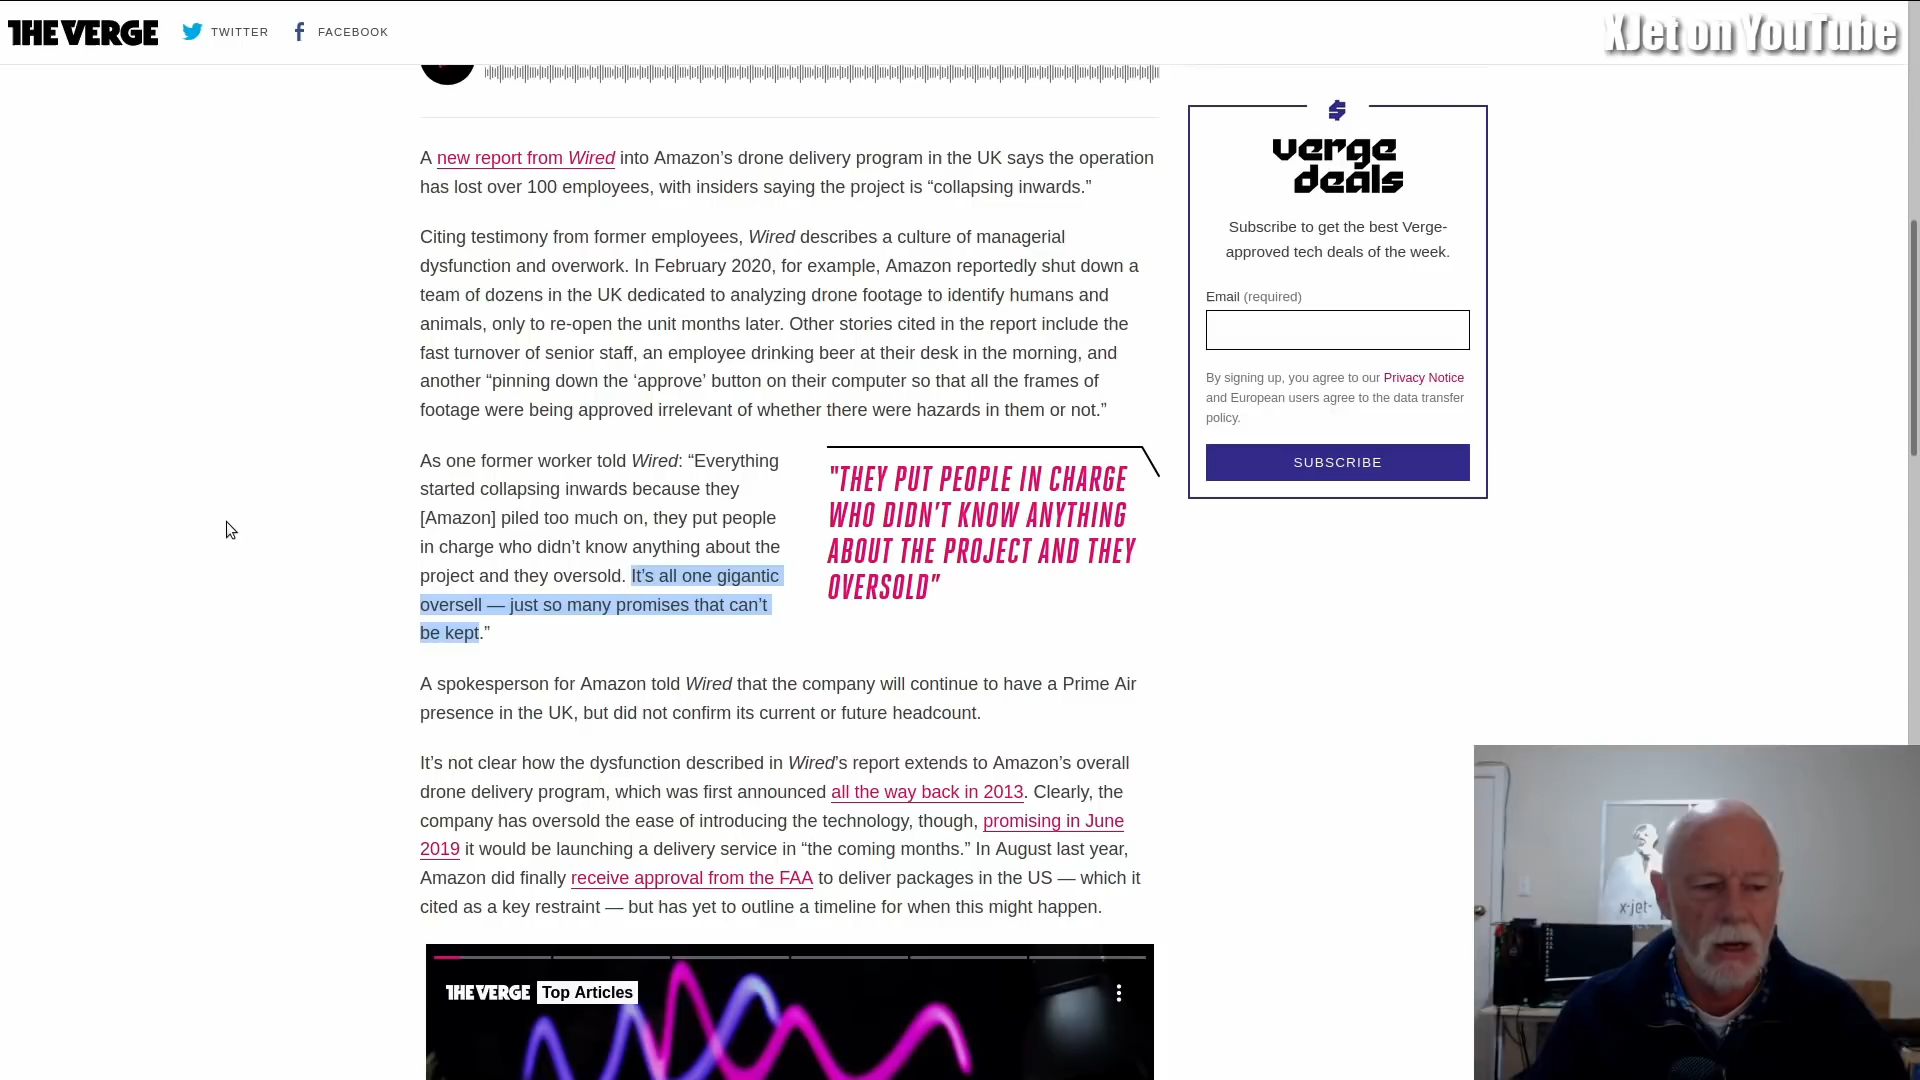 THE VERGE
TWITTER
FACEBOOK
XJet on YouTube
A new report from Wired into Amazon’s drone delivery program in the UK says the operation
has lost over 100 employees, with insiders saying the project is “collapsing inwards.”
Citing testimony from former employees, Wired describes a culture of managerial
dysfunction and overwork. In February 2020, for example, Amazon reportedly shut down a
team of dozens in the UK dedicated to analyzing drone footage to identify humans and
animals, only to re-open the unit months later. Other stories cited in the report include the
fast turnover of senior staff, an employee drinking beer at their desk in the morning, and
another “pinning down the ‘approve’ button on their computer so that all the frames of
footage were being approved irrelevant of whether there were hazards in them or not.”
As one former worker told Wired: “Everything
started collapsing inwards because they
[Amazon] piled too much on, they put people
in charge who didn’t know anything about the
project and they oversold. It’s all one gigantic
oversell — just so many promises that can’t
be kept.”
"THEY PUT PEOPLE IN CHARGE
WHO DIDN'T KNOW ANYTHING
ABOUT THE PROJECT AND THEY
OVERSOLD”
A spokesperson for Amazon told Wired that the company will continue to have a Prime Air
presence in the UK, but did not confirm its current or future headcount.
It’s not clear how the dysfunction described in Wired’s report extends to Amazon’s overall
drone delivery program, which was first announced all the way back in 2013. Clearly, the
company has oversold the ease of introducing the technology, though, promising in June
2019 it would be launching a delivery service in “the coming months.” In August last year,
Amazon did finally receive approval from the FAA to deliver packages in the US — which it
cited as a key restraint — but has yet to outline a timeline for when this might happen.
THE VERGE Top Articles
verge
deals
Subscribe to get the best Verge-
approved tech deals of the week.
Email (required)
By signing up, you agree to our Privacy Notice
and European users agree to the data transfer
policy.
SUBSCRIBE
x-jet-